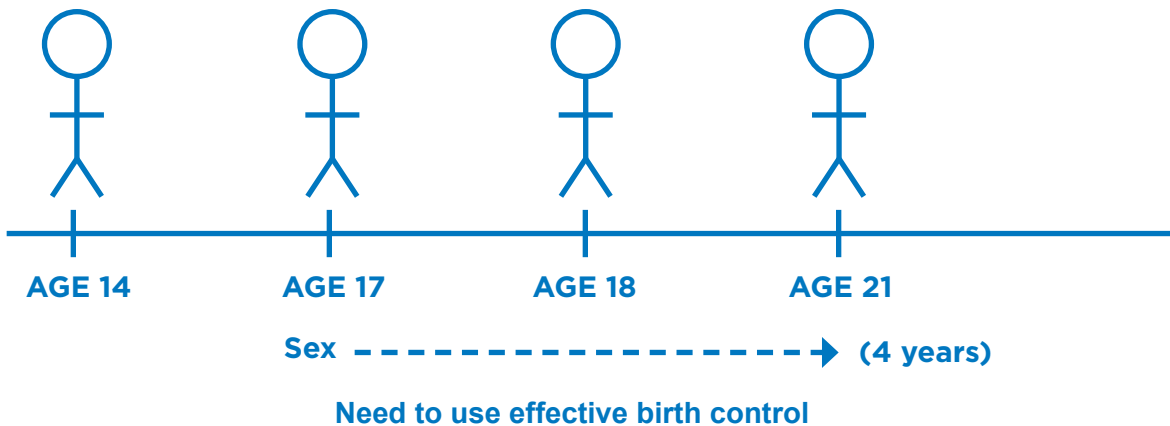 AGE 14 AGE 17 AGE 18 AGE 21
Sex (4 years)
Need to use effective birth control